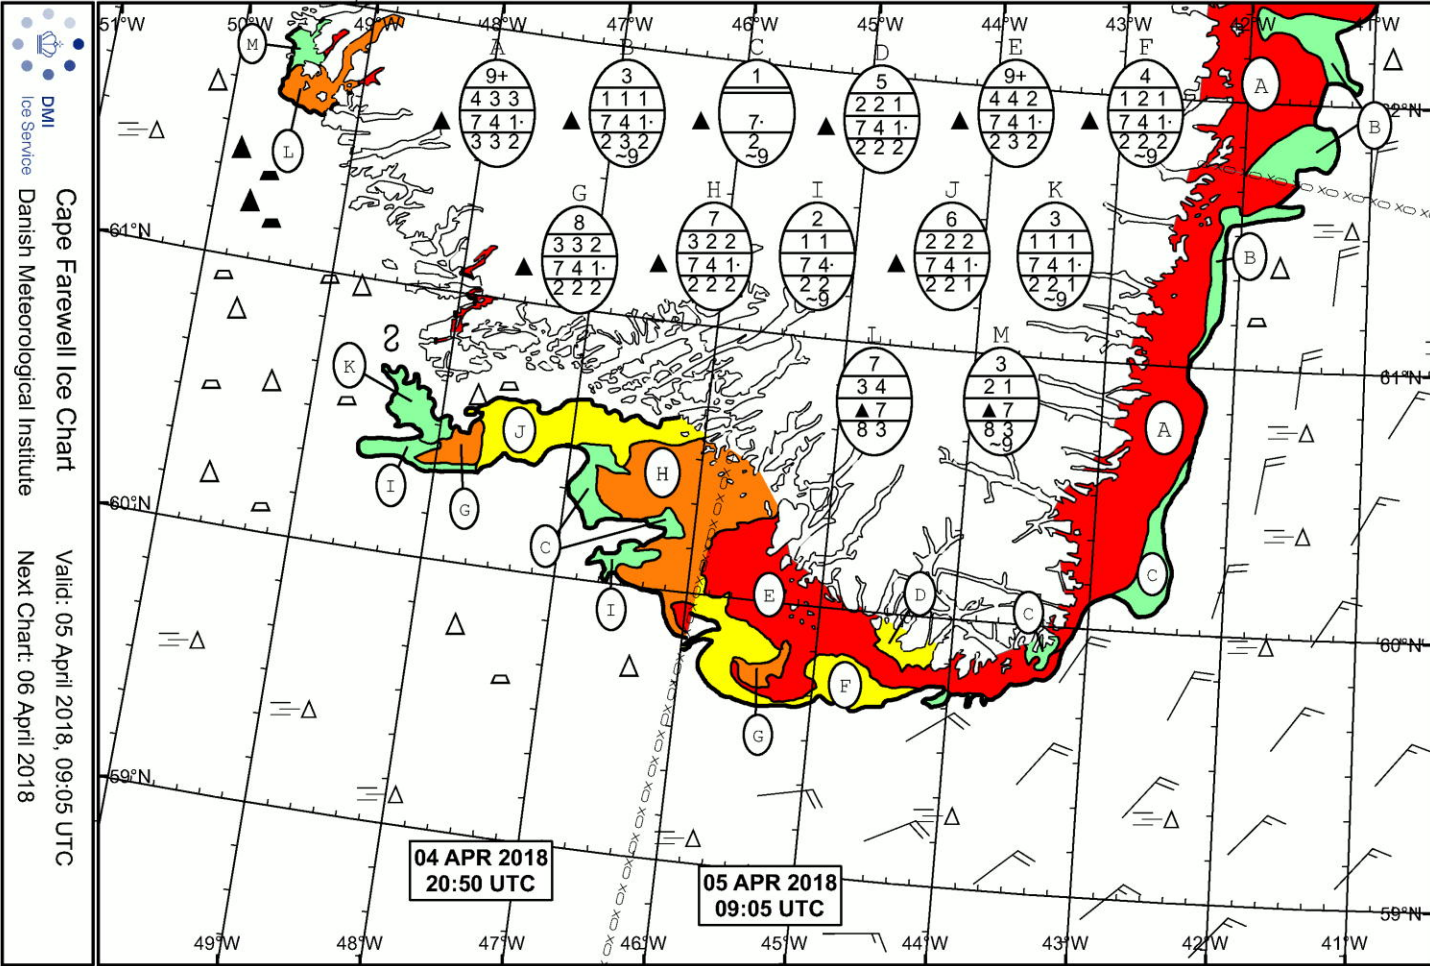 DMI
Ice Service
Cape Farewell Ice Chart
Danish Meteorological Institute
Valid: 05 April 2018, 09:05 UTC
Next Chart: 06 April 2018
51°W
50°W
49°W
48°W
47°W
46°W
45°W
44°W
43°W
42°W
41°W
A
9+
4 3 3
7 4 1·
3 3 2
B
3
1 1 1
7 4 1·
2 3 2
~9
C
1
7·
2
~9
D
5
2 2 1
7 4 1·
2 2 2
E
9+
4 4 2
7 4 1·
2 3 2
F
4
1 2 1
7 4 1·
2 2 2
~9
G
8
3 3 2
7 4 1·
2 2 2
H
7
3 2 2
7 4 1·
2 2 2
I
2
1 1
7 4·
2 2
~9
J
6
2 2 2
7 4 1·
2 2 1
K
3
1 1 1
7 4 1·
2 2 1
~9
L
7
3 4
▲ 7
8 3
M
3
2 1
▲ 7
8 3
~9
M
L
A
B
B
62°N
61°N
61°N
K
J
H
I
G
C
I
A
C
E
D
C
F
G
60°N
60°N
59°N
59°N
04 APR 2018
20:50 UTC
05 APR 2018
09:05 UTC
49°W
48°W
47°W
46°W
45°W
44°W
43°W
42°W
41°W